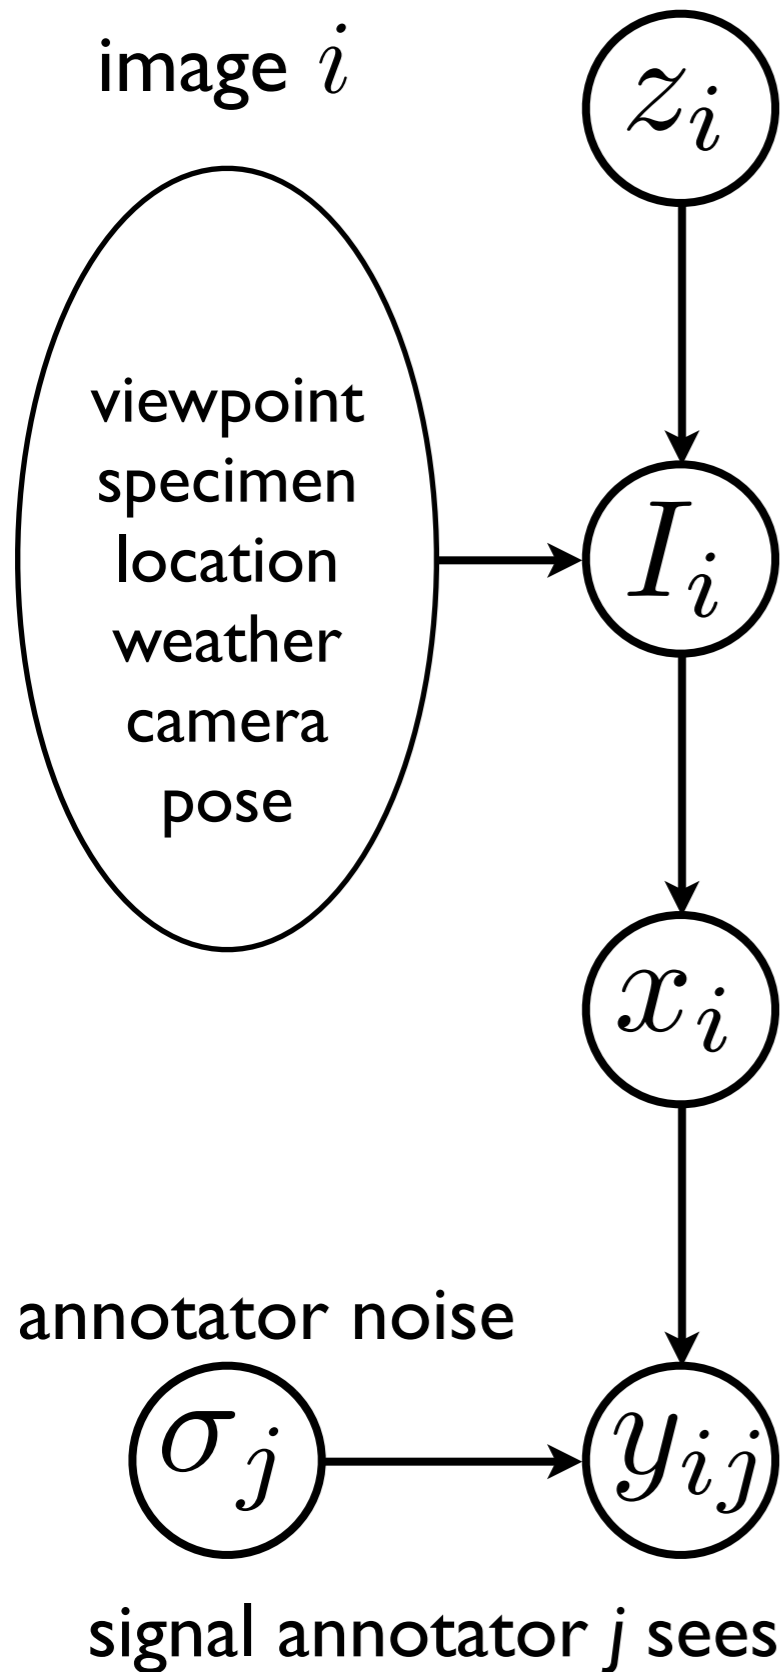 image i
z_i
viewpoint
specimen
location
weather
camera
pose
I_i
x_i
annotator noise
σ_j
y_ij
signal annotator j sees